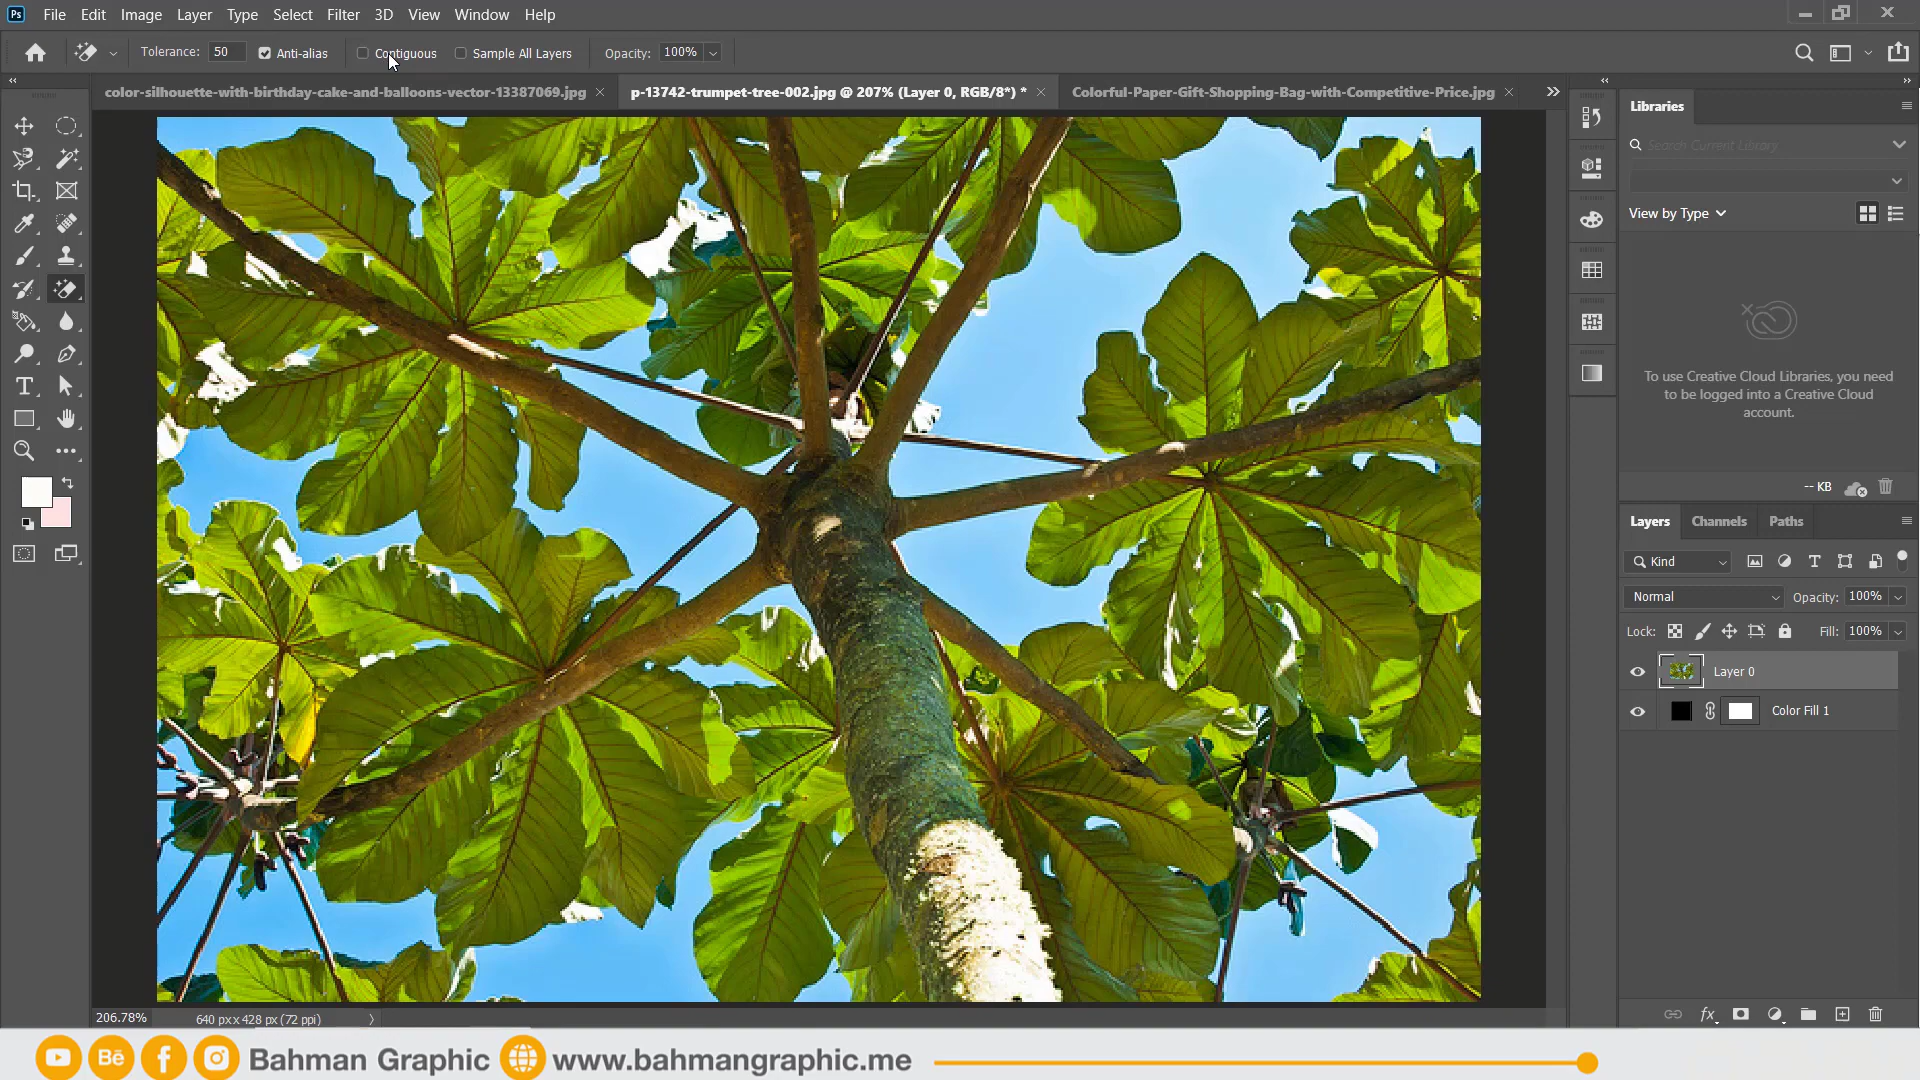 Ps File Edit Image Layer Type Select Filter 3D View Window Help
Tolerance: 50 Anti-alias Contiguous Sample All Layers Opacity: 100%
color-silhouette-with-birthday-cake-and-balloons-vector-13387069.jpg
p-13742-trumpet-tree-002.jpg @ 207% (Layer 0, RGB/8*) *
Colorful-Paper-Gift-Shopping-Bag-with-Competitive-Price.jpg
Libraries
Search Current Library
View by Type
To use Creative Cloud Libraries, you need
to be logged into a Creative Cloud
account.
-- KB
Layers Channels Paths
Kind
Normal Opacity: 100%
Lock: Fill: 100%
Layer 0
Color Fill 1
206.78% 640 px x 428 px (72 ppi)
Bē Bahman Graphic www.bahmangraphic.me